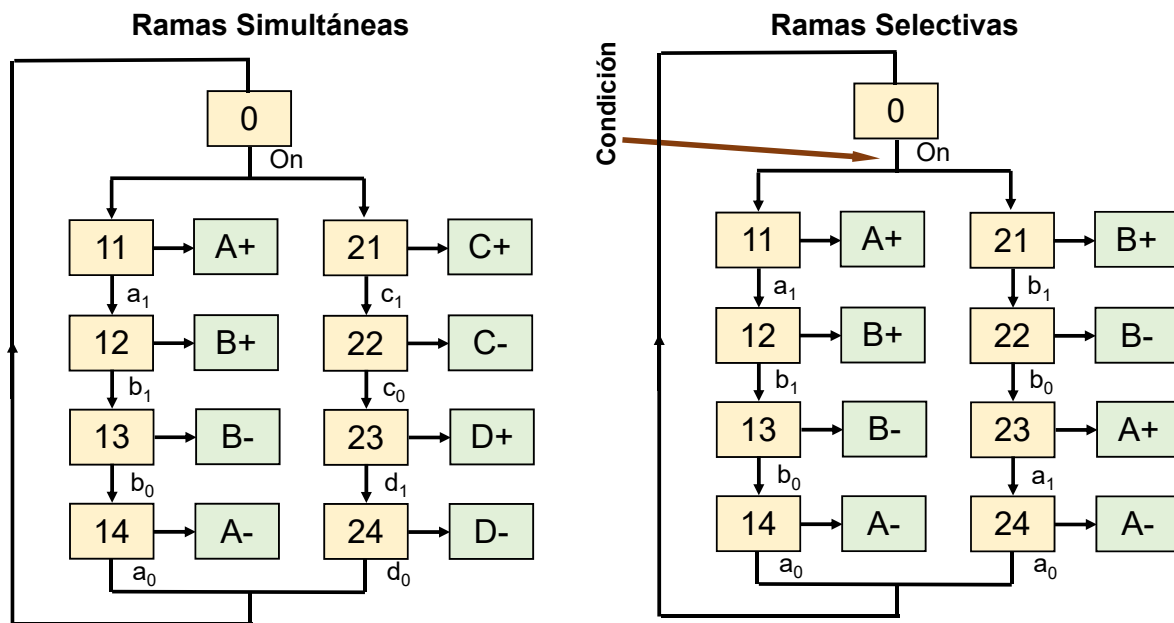 Ramas Simultáneas
0
On
11 A+ 21 C+
a1 c1
12 B+ 22 C-
b1 c0
13 B- 23 D+
b0 d1
14 A- 24 D-
a0 d0
Ramas Selectivas
Condición
0
On
11 A+ 21 B+
a1 b1
12 B+ 22 B-
b1 b0
13 B- 23 A+
b0 a1
14 A- 24 A-
a0 a0